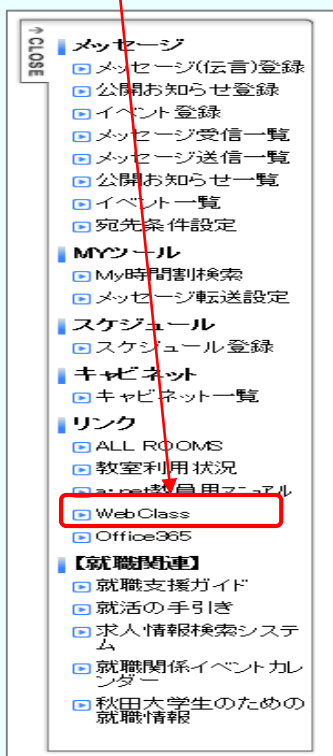 ↑CLOSE
メッセージ
メッセージ(伝言)登録
公開お知らせ登録
イベント登録
メッセージ受信一覧
メッセージ送信一覧
公開お知らせ一覧
イベント一覧
宛先条件設定
MYツール
My時間割検索
メッセージ転送設定
スケジュール
スケジュール登録
キャビネット
キャビネット一覧
リンク
ALL ROOMS
教室利用状況
a・net教員用マニュアル
WebClass
Office365
【就職関連】
就職支援ガイド
就活の手引き
求人情報検索システ
ム
就職関係イベントカレ
ンダー
秋田大学生のための
就職情報